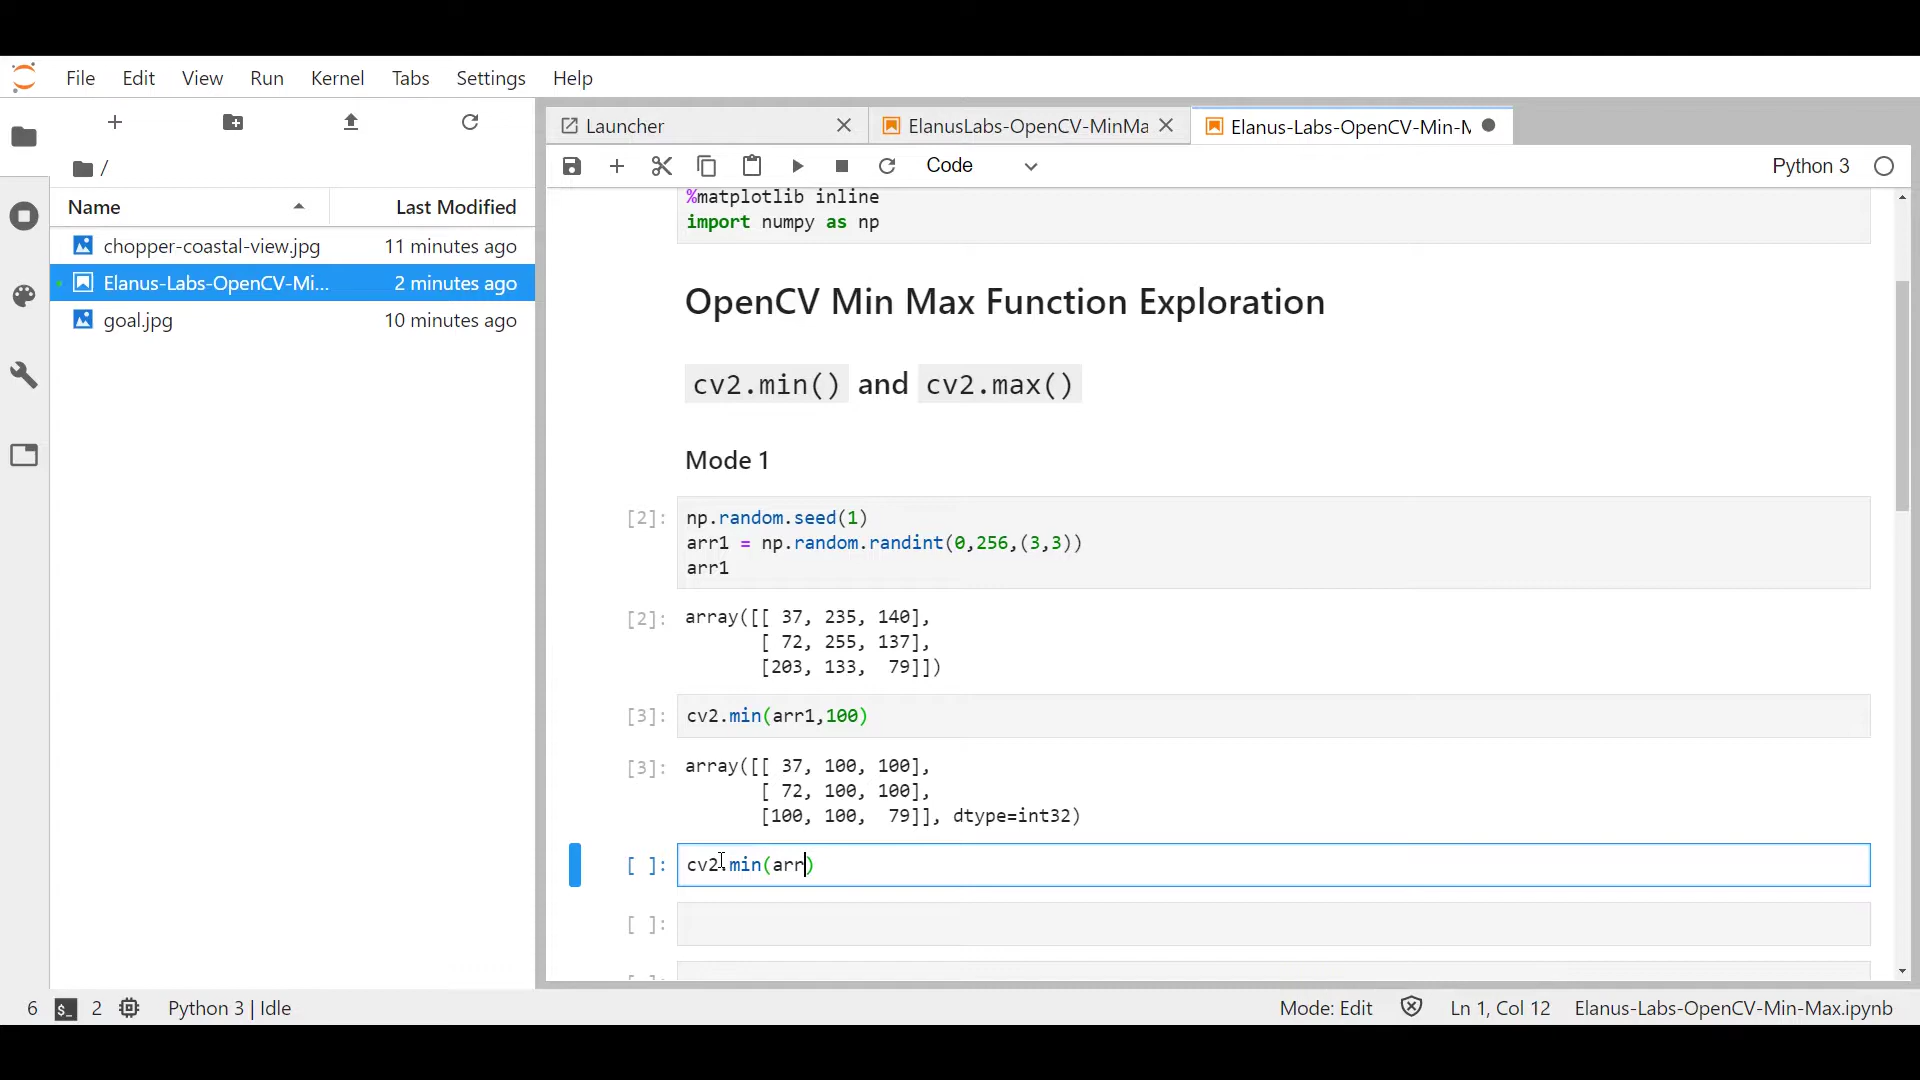 File Edit View Run Kernel Tabs Settings Help
Launcher
ElanusLabs-OpenCV-MinMa
Elanus-Labs-OpenCV-Min-M
Code
Python 3
/
Name Last Modified
chopper-coastal-view.jpg 11 minutes ago
Elanus-Labs-OpenCV-Mi... 2 minutes ago
goal.jpg 10 minutes ago
%matplotlib inline
import numpy as np
OpenCV Min Max Function Exploration
cv2.min() and cv2.max()
Mode 1
[2]: np.random.seed(1)
arr1 = np.random.randint(0,256,(3,3))
arr1
[2]: array([[ 37, 235, 140],
[ 72, 255, 137],
[203, 133,  79]])
[3]: cv2.min(arr1,100)
[3]: array([[ 37, 100, 100],
[ 72, 100, 100],
[100, 100,  79]], dtype=int32)
[ ]: cv2.min(arr)
[ ]:
[ ]:
6 $_ 2 Python 3 | Idle Mode: Edit Ln 1, Col 12 Elanus-Labs-OpenCV-Min-Max.ipynb